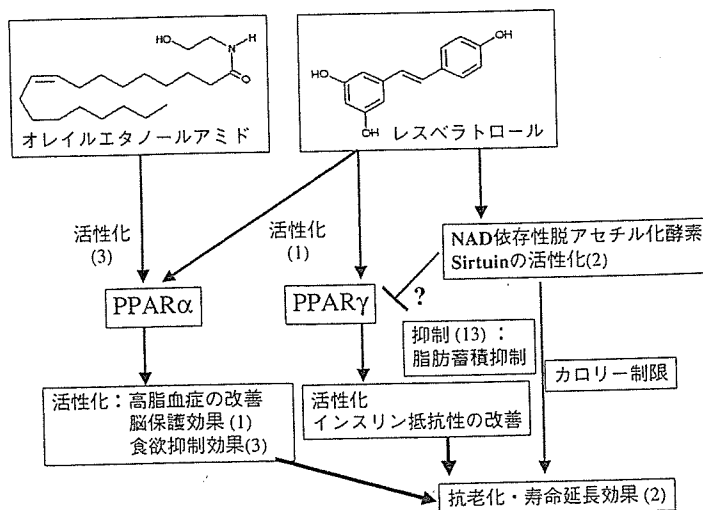 HO
N
H
O
オレイルエタノールアミド
OH
HO
OH
レスベラトロール
活性化
(3)
活性化
(1)
NAD依存性脱アセチル化酵素
Sirtuinの活性化(2)
PPARα
PPARγ
?
抑制(13)：
脂肪蓄積抑制
カロリー制限
活性化：高脂血症の改善
脳保護効果(1)
食欲抑制効果(3)
活性化
インスリン抵抗性の改善
抗老化・寿命延長効果(2)